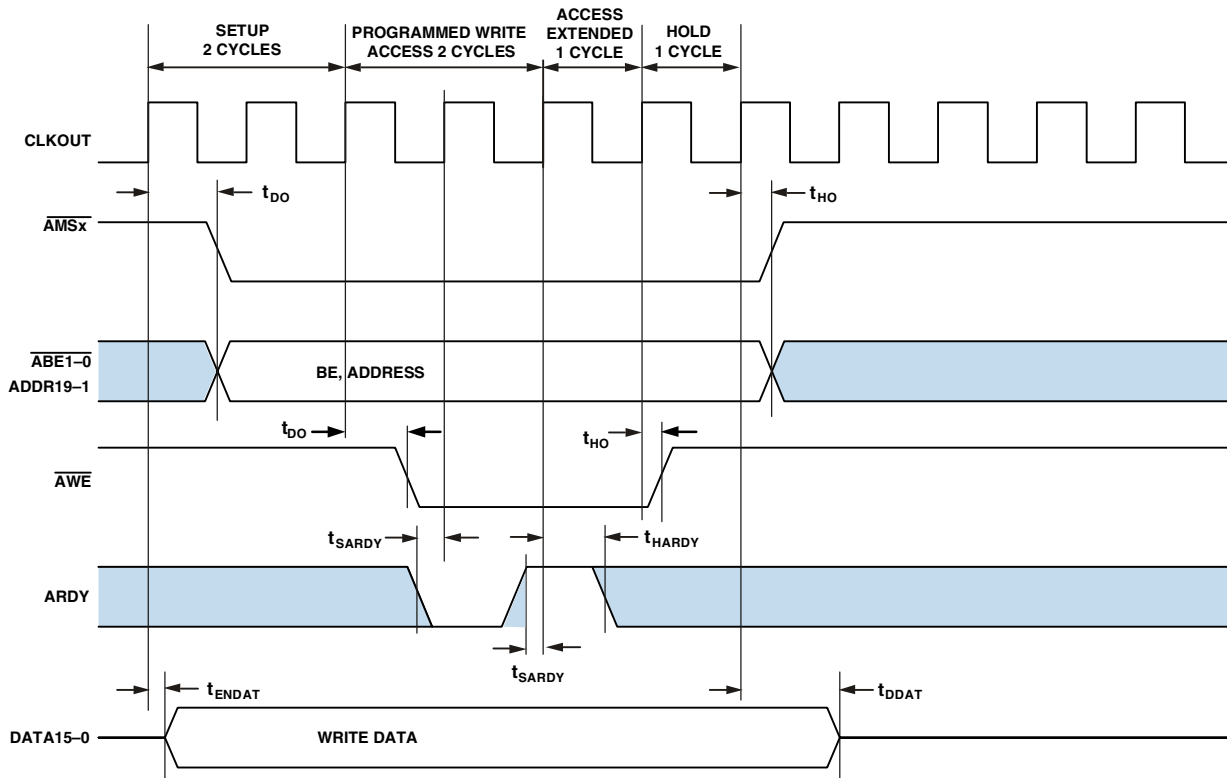 SETUP
2 CYCLES
PROGRAMMED WRITE
ACCESS 2 CYCLES
ACCESS
EXTENDED
1 CYCLE
HOLD
1 CYCLE
CLKOUT
tDO
tHO
AMSx
ABE1–0
ADDR19–1
BE, ADDRESS
tDO
tHO
AWE
tSARDY
tHARDY
ARDY
tSARDY
tENDAT
tDDAT
DATA15–0
WRITE DATA